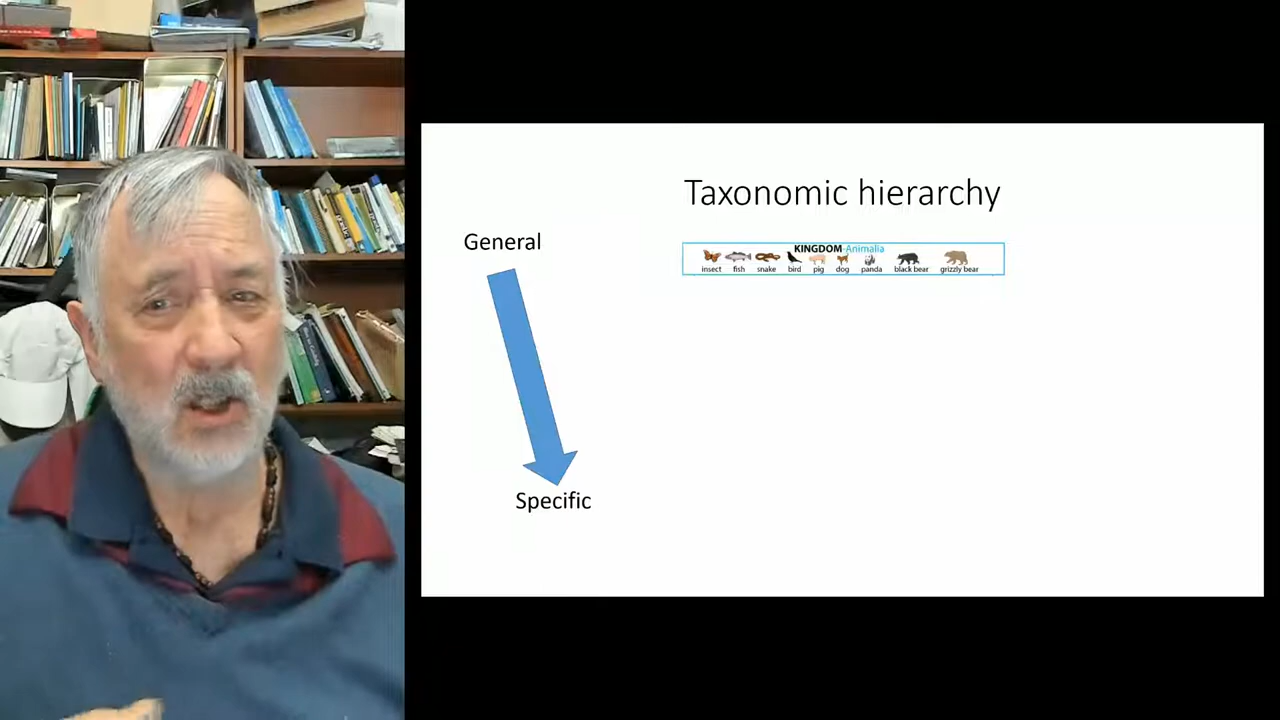 Taxonomic hierarchy
General
KINGDOM Animalia
insect fish snake bird pig dog panda black bear grizzly bear
Specific